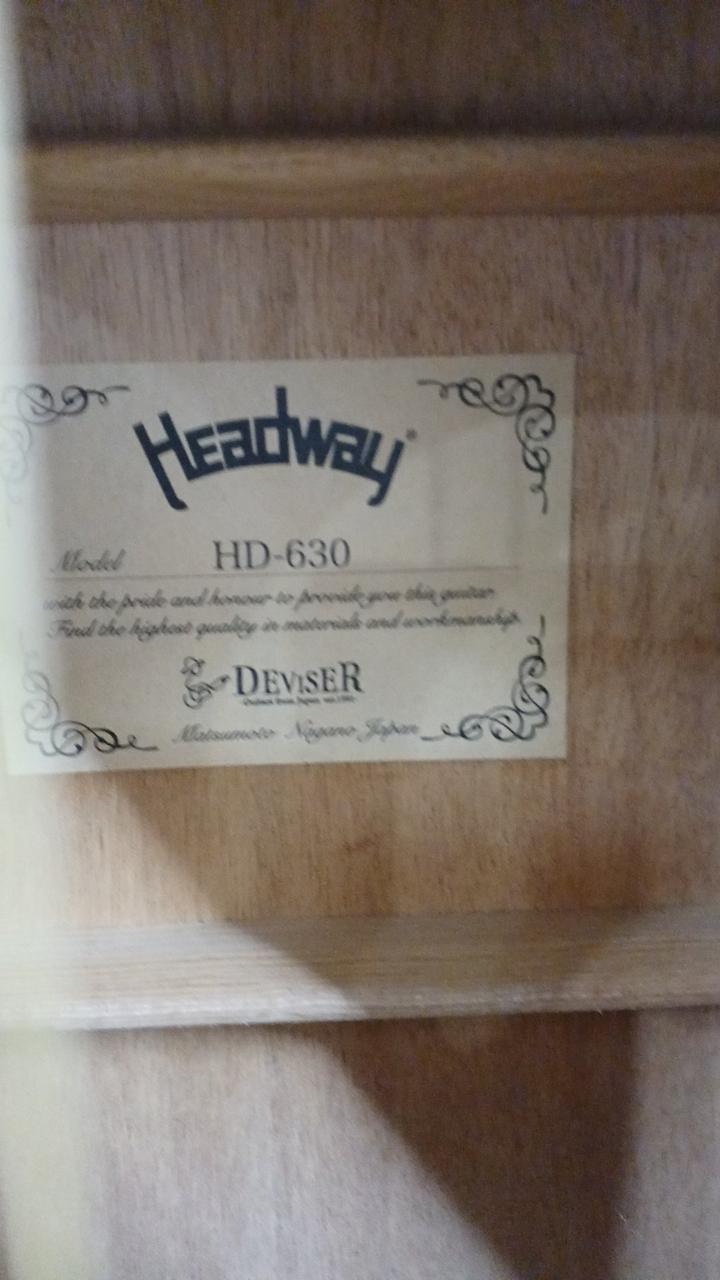 Headway®
Model HD-630
with the pride and honour to provide you this guitar
Find the highest quality in materials and workmanship.
DEVISER
Matsumoto Nagano Japan